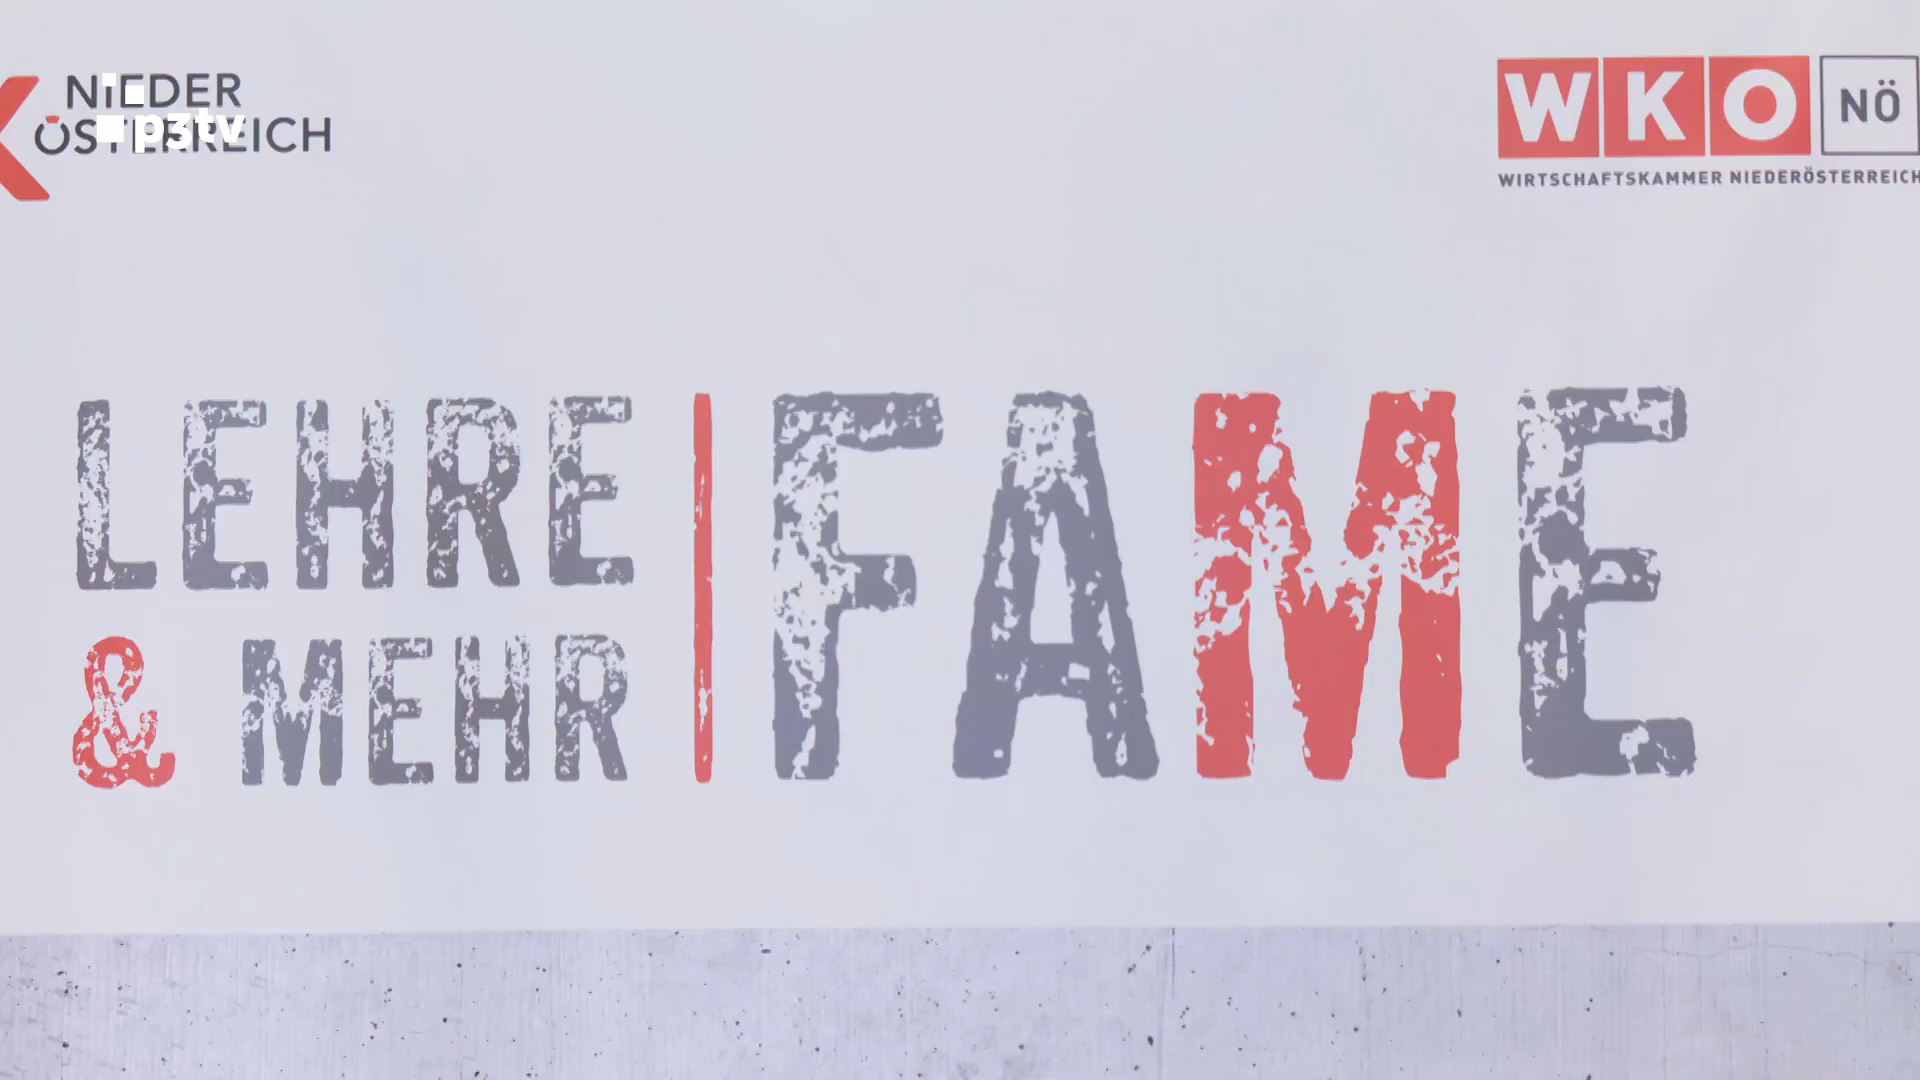 NIEDER
ÖSTERREICH
p3tv
WKO NÖ
WIRTSCHAFTSKAMMER NIEDERÖSTERREICH
LEHRE
& MEHR
FAME